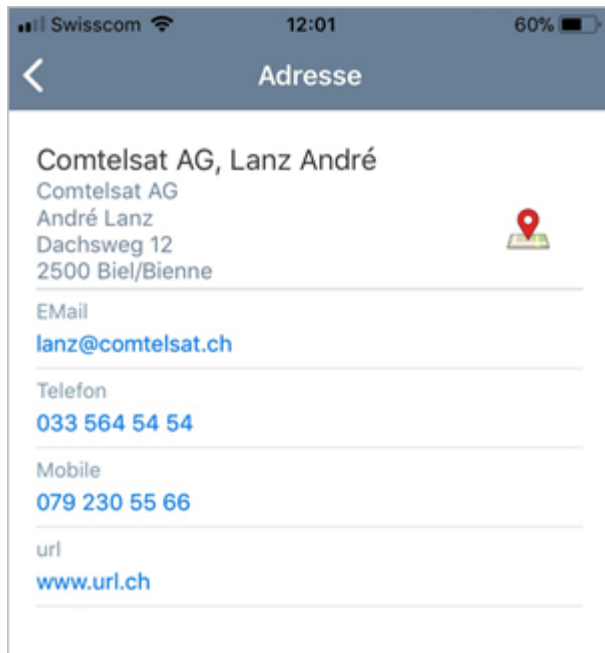 Swisscom 12:01 60%
Adresse
Comtelsat AG, Lanz André
Comtelsat AG
André Lanz
Dachsweg 12
2500 Biel/Bienne
EMail
lanz@comtelsat.ch
Telefon
033 564 54 54
Mobile
079 230 55 66
url
www.url.ch